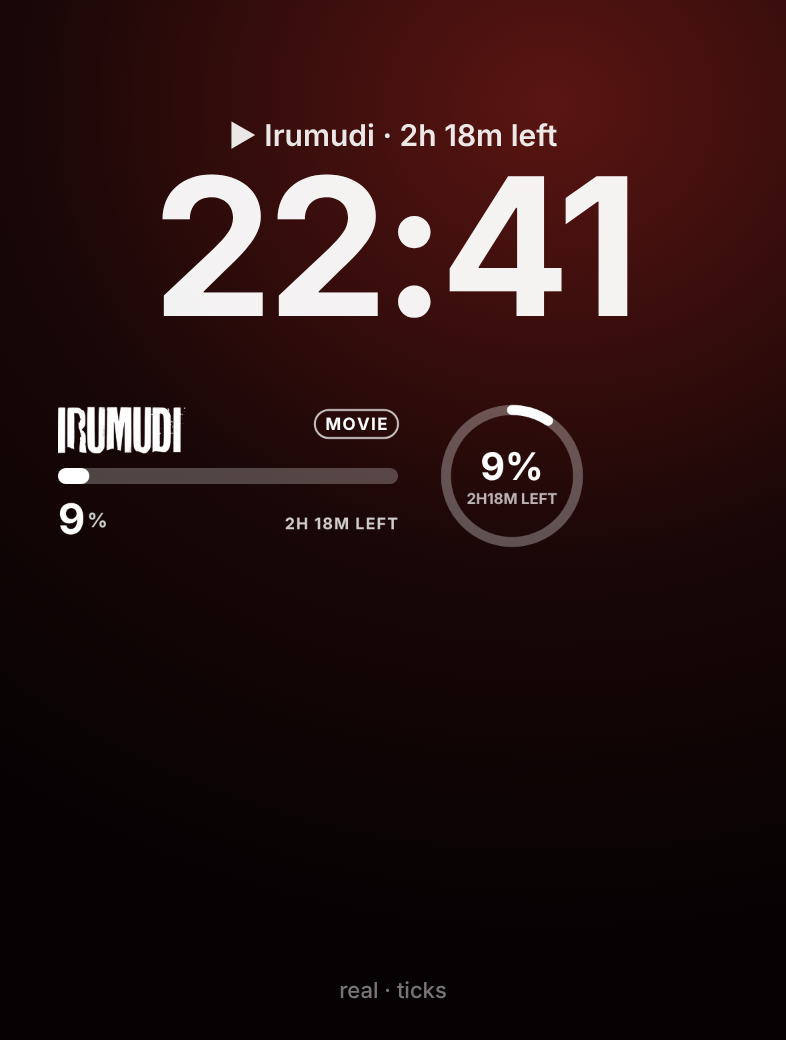 ▶ Irumudi · 2h 18m left
22:41
IRUMUDI
MOVIE
9%
2H 18M LEFT
9%
2H18M LEFT
real · ticks